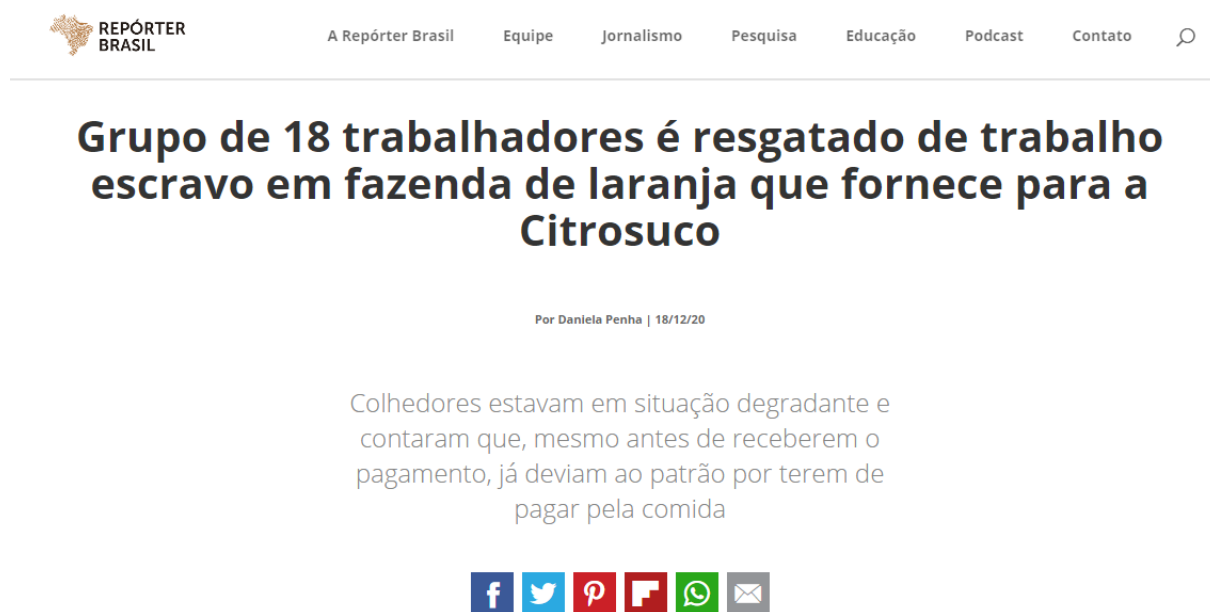 REPÓRTER
BRASIL
A Repórter Brasil Equipe Jornalismo Pesquisa Educação Podcast Contato
Grupo de 18 trabalhadores é resgatado de trabalho
escravo em fazenda de laranja que fornece para a
Citrosuco
Por Daniela Penha | 18/12/20
Colhedores estavam em situação degradante e
contaram que, mesmo antes de receberem o
pagamento, já deviam ao patrão por terem de
pagar pela comida